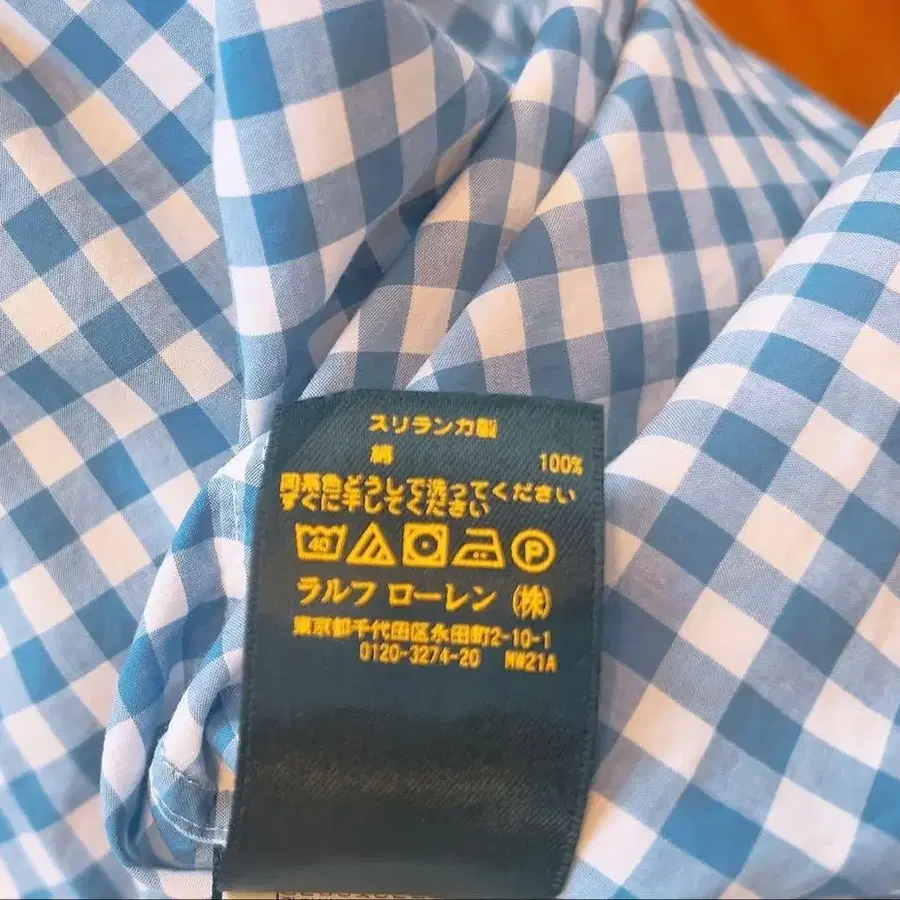 スリランカ製
綿 100%
同系色どうしで洗ってください
すぐに干してください
40 P
ラルフ ローレン (株)
東京都千代田区永田町2-10-1
0120-3274-20 MW21A